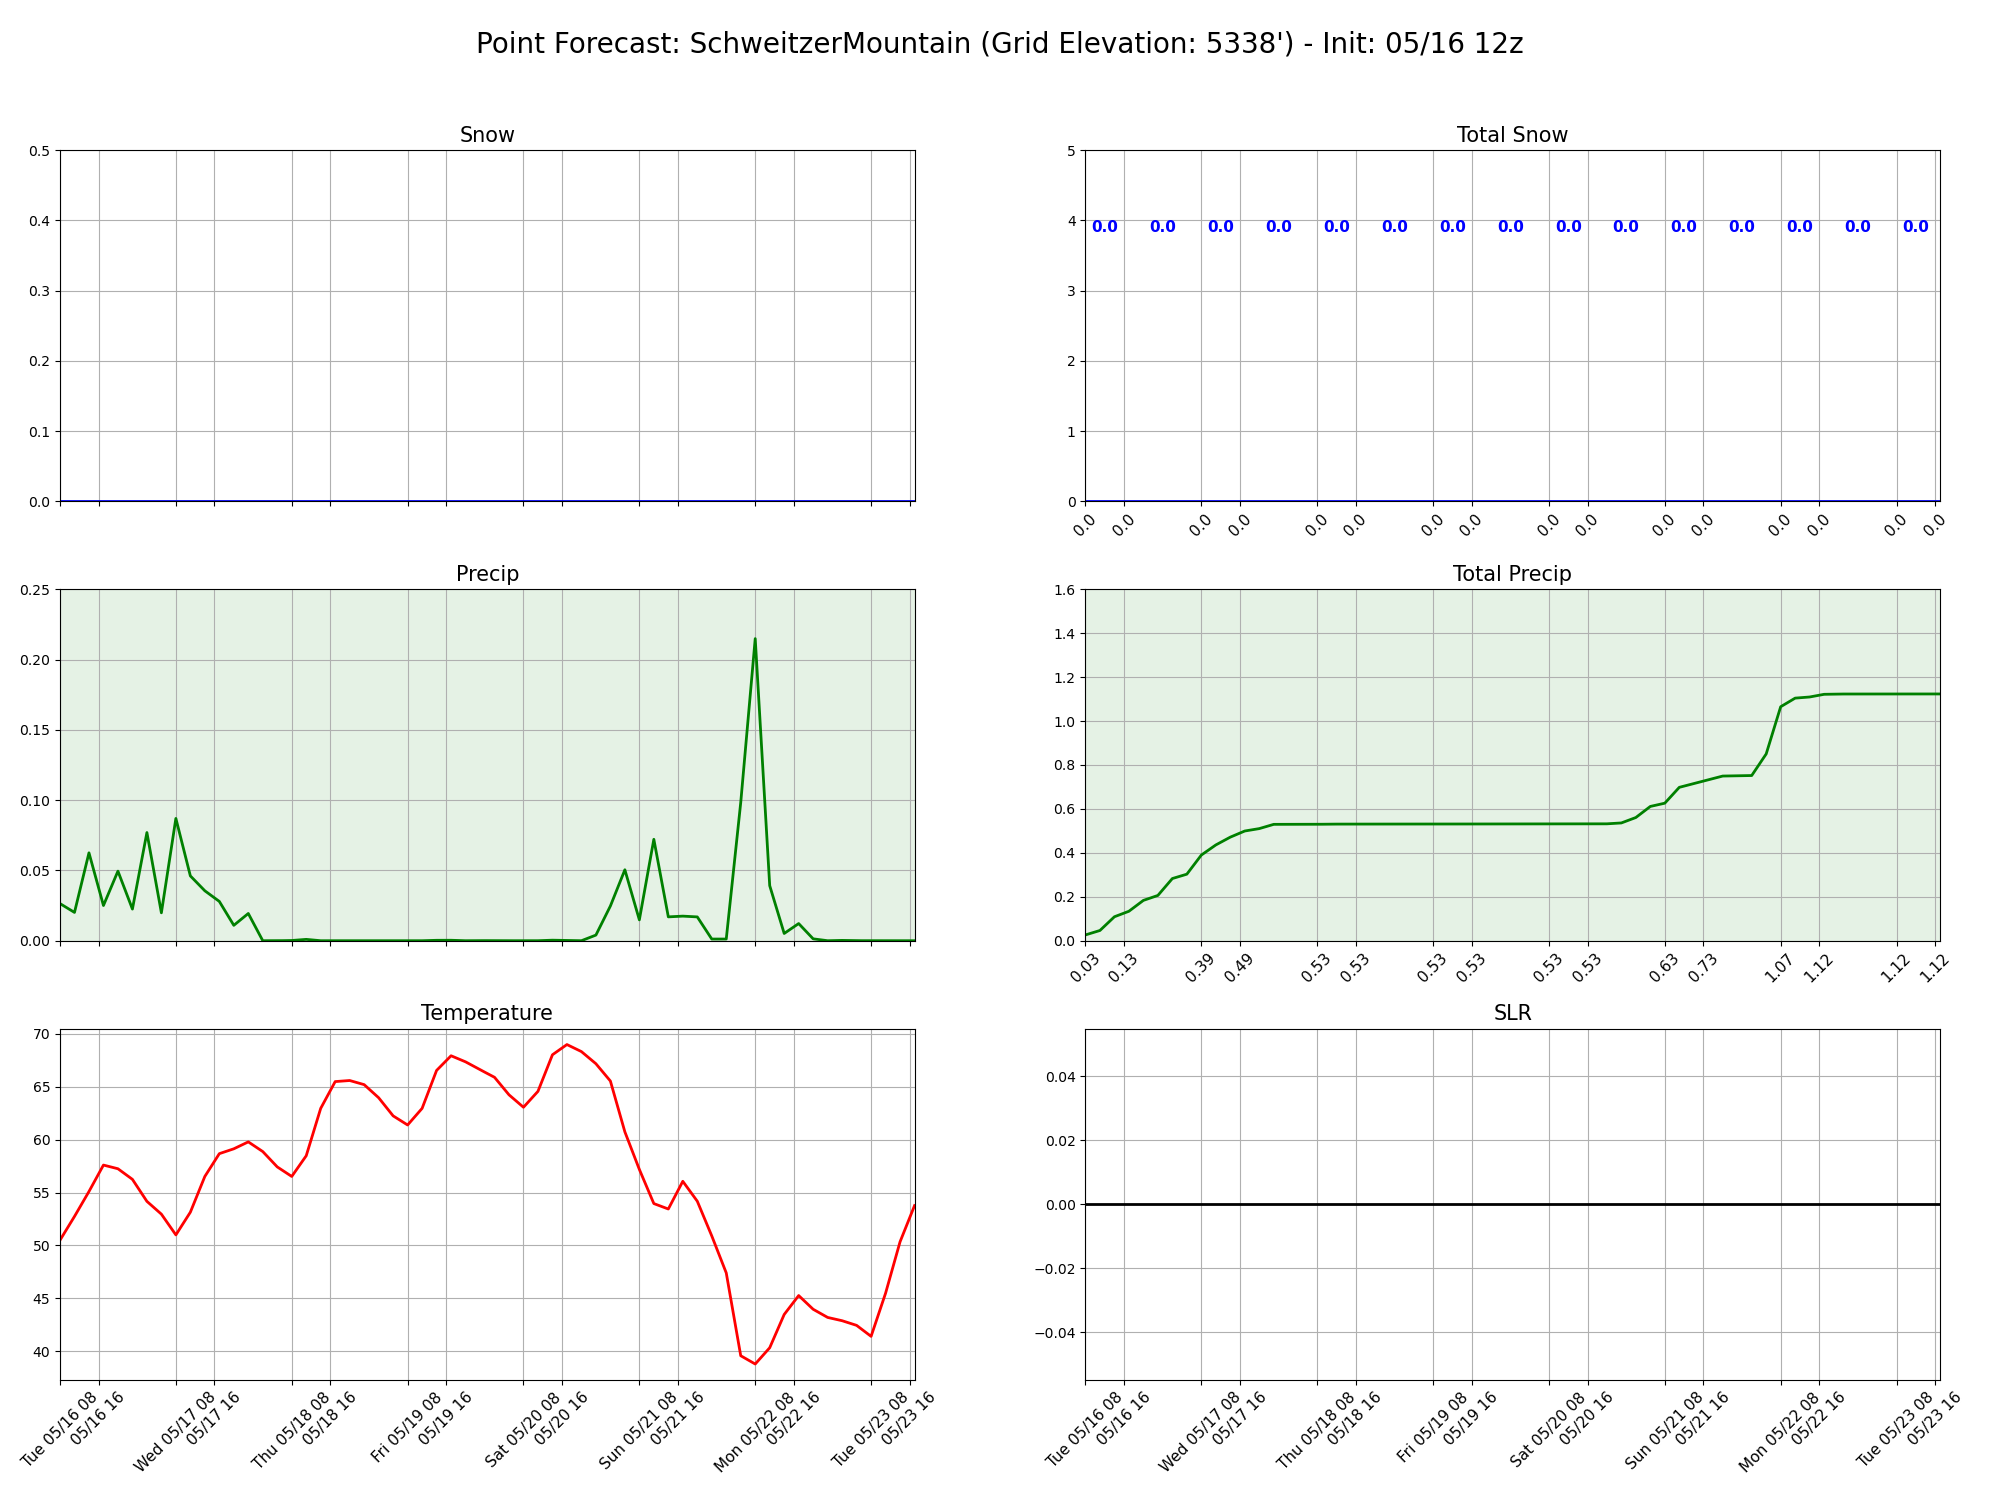 Point Forecast: SchweitzerMountain (Grid Elevation: 5338') - Init: 05/16 12z
Snow
0.5
0.4
0.3
0.2
0.1
0.0
Total Snow
5
4
3
2
1
0
0.0 0.0 0.0 0.0 0.0 0.0 0.0 0.0 0.0 0.0 0.0 0.0 0.0 0.0 0.0
0.0 0.0 0.0 0.0 0.0 0.0 0.0 0.0 0.0 0.0 0.0 0.0 0.0 0.0 0.0 0.0
Precip
0.25
0.20
0.15
0.10
0.05
0.00
Total Precip
1.6
1.4
1.2
1.0
0.8
0.6
0.4
0.2
0.0
0.03 0.13 0.39 0.49 0.53 0.53 0.53 0.53 0.53 0.53 0.63 0.73 1.07 1.12 1.12 1.12
Temperature
70
65
60
55
50
45
40
Tue 05/16 08
05/16 16
Wed 05/17 08
05/17 16
Thu 05/18 08
05/18 16
Fri 05/19 08
05/19 16
Sat 05/20 08
05/20 16
Sun 05/21 08
05/21 16
Mon 05/22 08
05/22 16
Tue 05/23 08
05/23 16
SLR
0.04
0.02
0.00
−0.02
−0.04
Tue 05/16 08
05/16 16
Wed 05/17 08
05/17 16
Thu 05/18 08
05/18 16
Fri 05/19 08
05/19 16
Sat 05/20 08
05/20 16
Sun 05/21 08
05/21 16
Mon 05/22 08
05/22 16
Tue 05/23 08
05/23 16